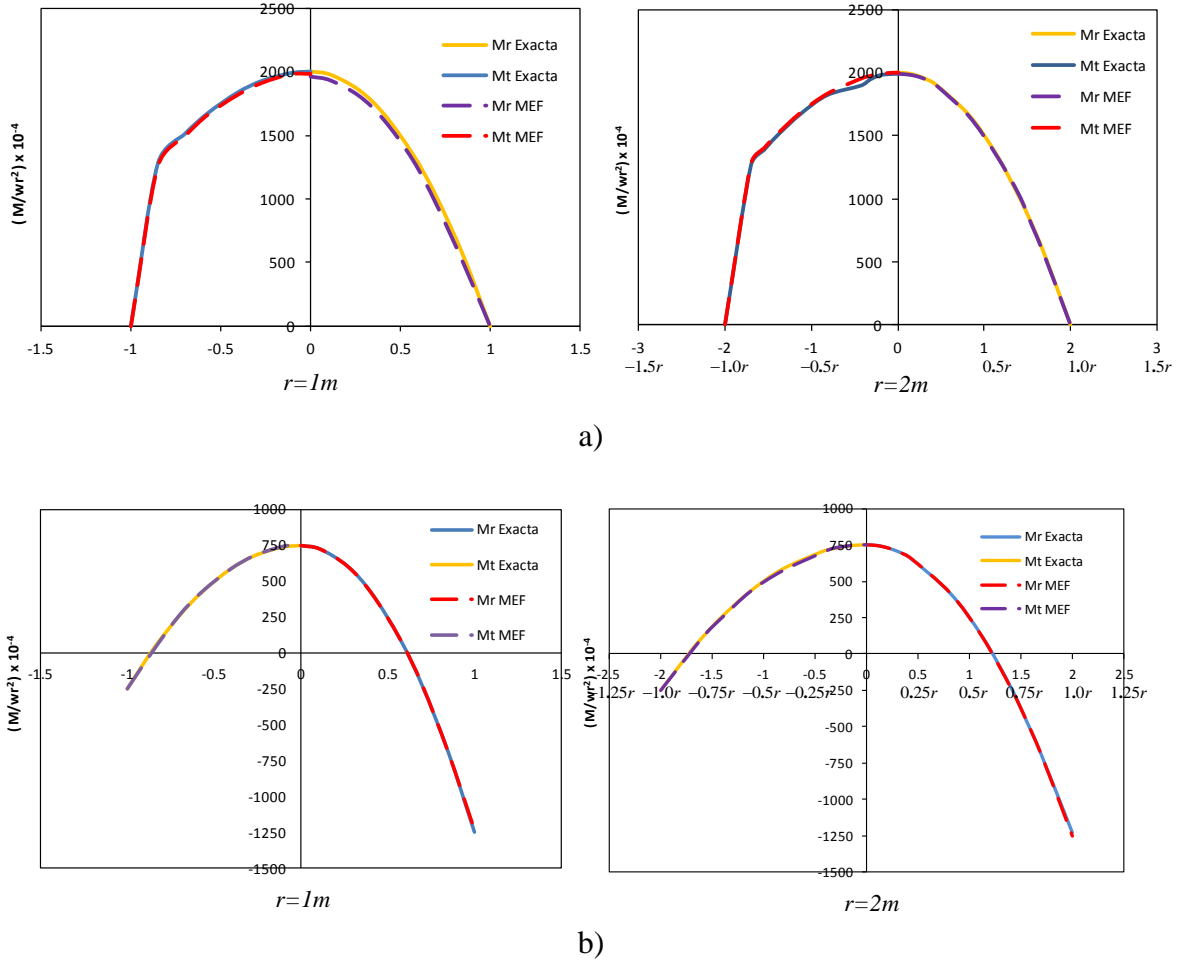 2500
2000
1500
1000
500
0
(M/wr²) x 10⁻⁴
Mr Exacta
Mt Exacta
Mr MEF
Mt MEF
-1.5 -1 -0.5 0 0.5 1 1.5
r=1m
2500
2000
1500
1000
500
0
(M/wr²) x 10⁻⁴
Mr Exacta
Mt Exacta
Mr MEF
Mt MEF
-3 -2 -1 0 1 2 3
−1.5r −1.0r −0.5r 0.5r 1.0r 1.5r
r=2m
a)
1000
750
500
250
0
-250
-500
-750
-1000
-1250
-1500
(M/wr²) x 10⁻⁴
Mr Exacta
Mt Exacta
Mr MEF
Mt MEF
-1.5 -1 -0.5 0 0.5 1 1.5
r=1m
1000
750
500
250
0
-250
-500
-750
-1000
-1250
-1500
(M/wr²) x 10⁻⁴
Mr Exacta
Mt Exacta
Mr MEF
Mt MEF
-2.5 -2 -1.5 -1 -0.5 0 0.5 1 1.5 2 2.5
−1.25r −1.0r −0.75r −0.5r −0.25r 0.25r 0.5r 0.75r 1.0r 1.25r
r=2m
b)